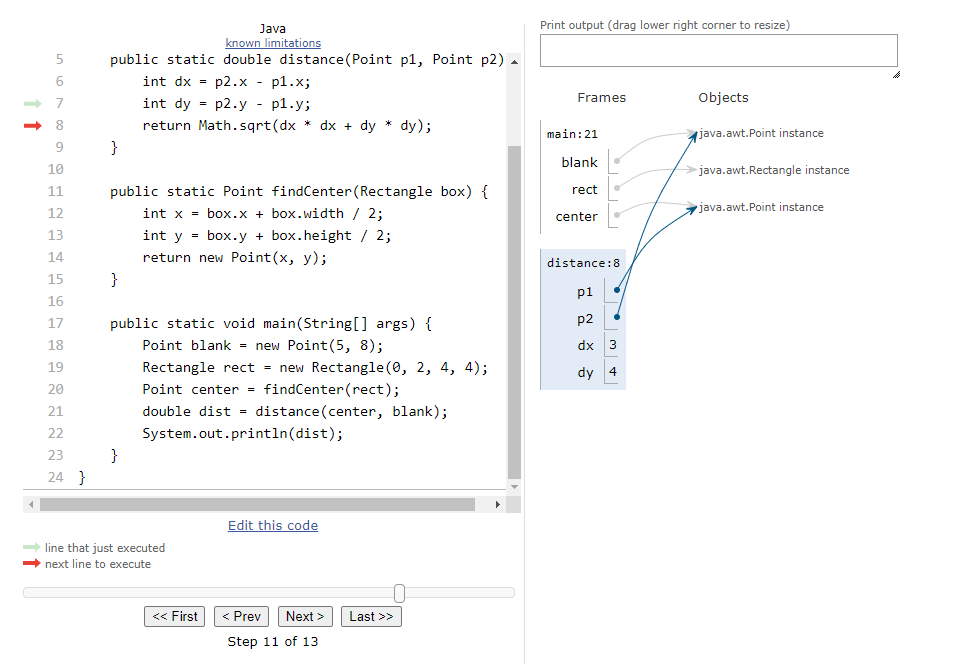 Java
known limitations
5 public static double distance(Point p1, Point p2)
6 int dx = p2.x - p1.x;
7 int dy = p2.y - p1.y;
8 return Math.sqrt(dx * dx + dy * dy);
9 }
10
11 public static Point findCenter(Rectangle box) {
12 int x = box.x + box.width / 2;
13 int y = box.y + box.height / 2;
14 return new Point(x, y);
15 }
16
17 public static void main(String[] args) {
18 Point blank = new Point(5, 8);
19 Rectangle rect = new Rectangle(0, 2, 4, 4);
20 Point center = findCenter(rect);
21 double dist = distance(center, blank);
22 System.out.println(dist);
23 }
24 }
Edit this code
line that just executed
next line to execute
<< First < Prev Next > Last >>
Step 11 of 13
Print output (drag lower right corner to resize)
Frames Objects
main:21
blank
rect
center
java.awt.Point instance
java.awt.Rectangle instance
java.awt.Point instance
distance:8
p1
p2
dx 3
dy 4